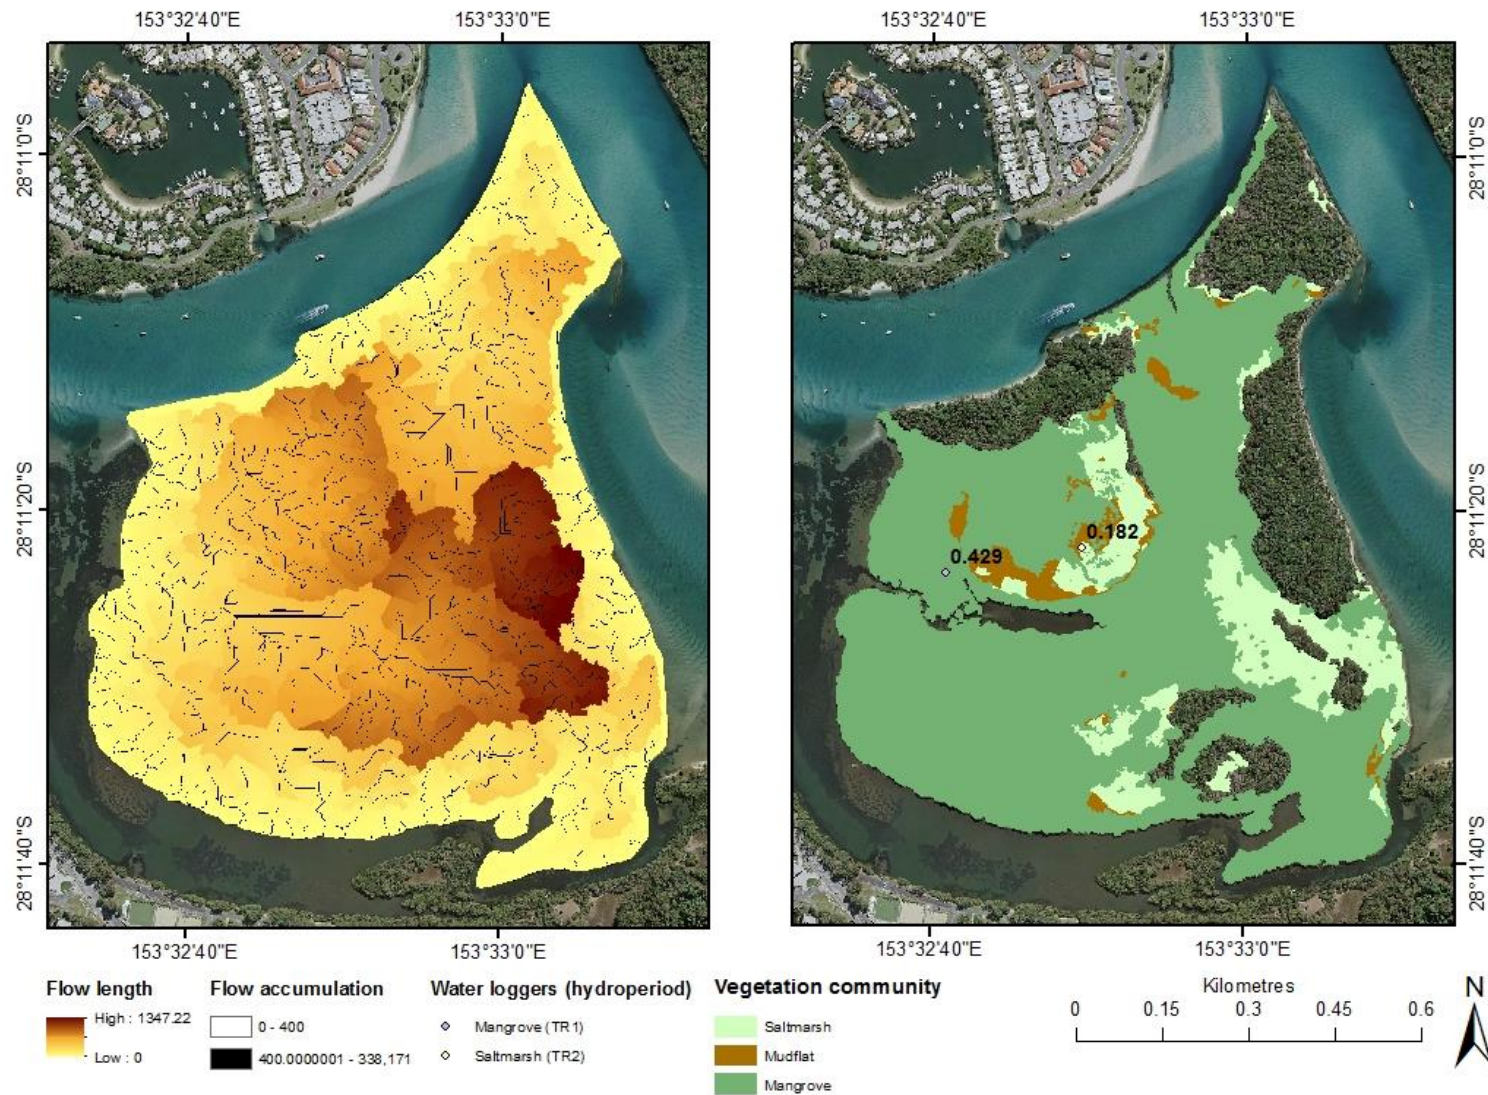 153°32'40"E 153°33'0"E 153°32'40"E 153°33'0"E
28°11'0"S 28°11'0"S
28°11'20"S 28°11'20"S
0.182
0.429
28°11'40"S 28°11'40"S
153°32'40"E 153°33'0"E 153°32'40"E 153°33'0"E
Flow length
High : 1347.22
Low : 0
Flow accumulation
0 - 400
400.0000001 - 338,171
Water loggers (hydroperiod)
Mangrove (TR1)
Saltmarsh (TR2)
Vegetation community
Saltmarsh
Mudflat
Mangrove
Kilometres
0 0.15 0.3 0.45 0.6
N